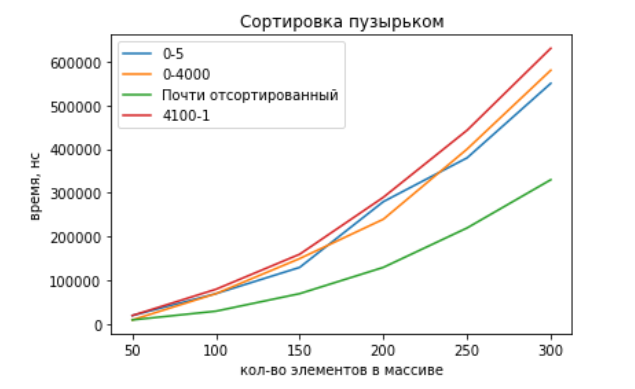 Сортировка пузырьком
0-5
0-4000
Почти отсортированный
4100-1
время, нс
600000
500000
400000
300000
200000
100000
0
50 100 150 200 250 300
кол-во элементов в массиве